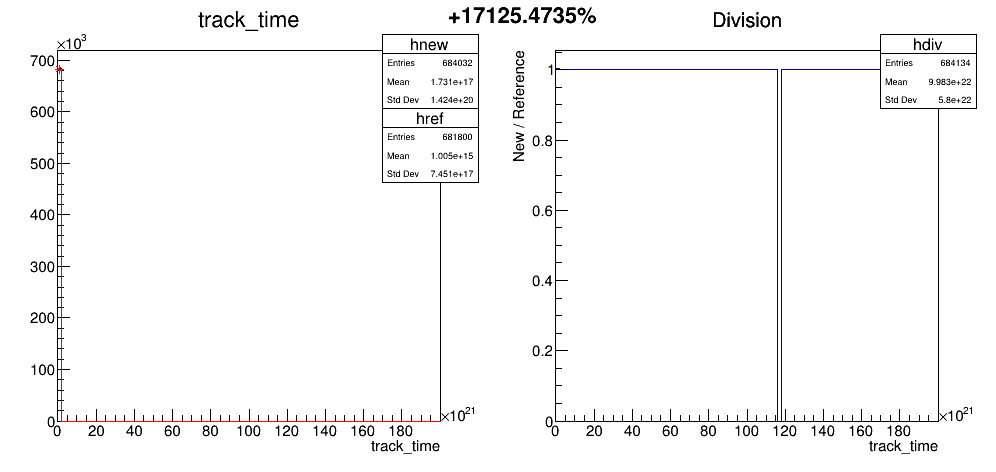 +17125.4735%
track_time
×10³
hnew
Entries 684032
Mean 1.731e+17
Std Dev 1.424e+20
href
Entries 681800
Mean 1.005e+15
Std Dev 7.451e+17
700
600
500
400
300
200
100
0
0 20 40 60 80 100 120 140 160 180
×10²¹
track_time
Division
hdiv
Entries 684134
Mean 9.983e+22
Std Dev 5.8e+22
New / Reference
1
0.8
0.6
0.4
0.2
0
0 20 40 60 80 100 120 140 160 180
×10²¹
track_time